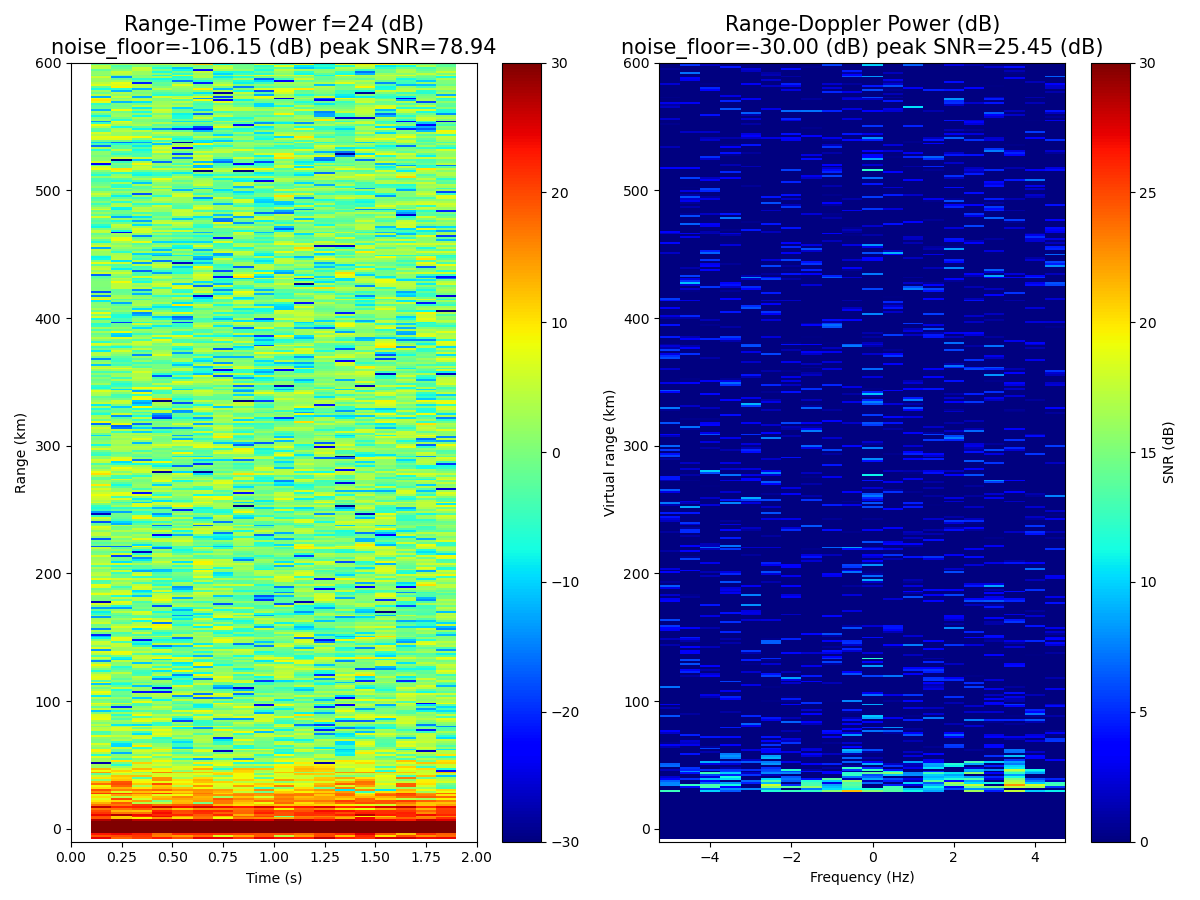 Range-Time Power f=24 (dB)
noise_floor=-106.15 (dB) peak SNR=78.94
Range-Doppler Power (dB)
noise_floor=-30.00 (dB) peak SNR=25.45 (dB)
600
500
400
300
200
100
0
Range (km)
0.00 0.25 0.50 0.75 1.00 1.25 1.50 1.75 2.00
Time (s)
30
20
10
0
−10
−20
−30
600
500
400
300
200
100
0
Virtual range (km)
−4 −2 0 2 4
Frequency (Hz)
30
25
20
15
10
5
0
SNR (dB)